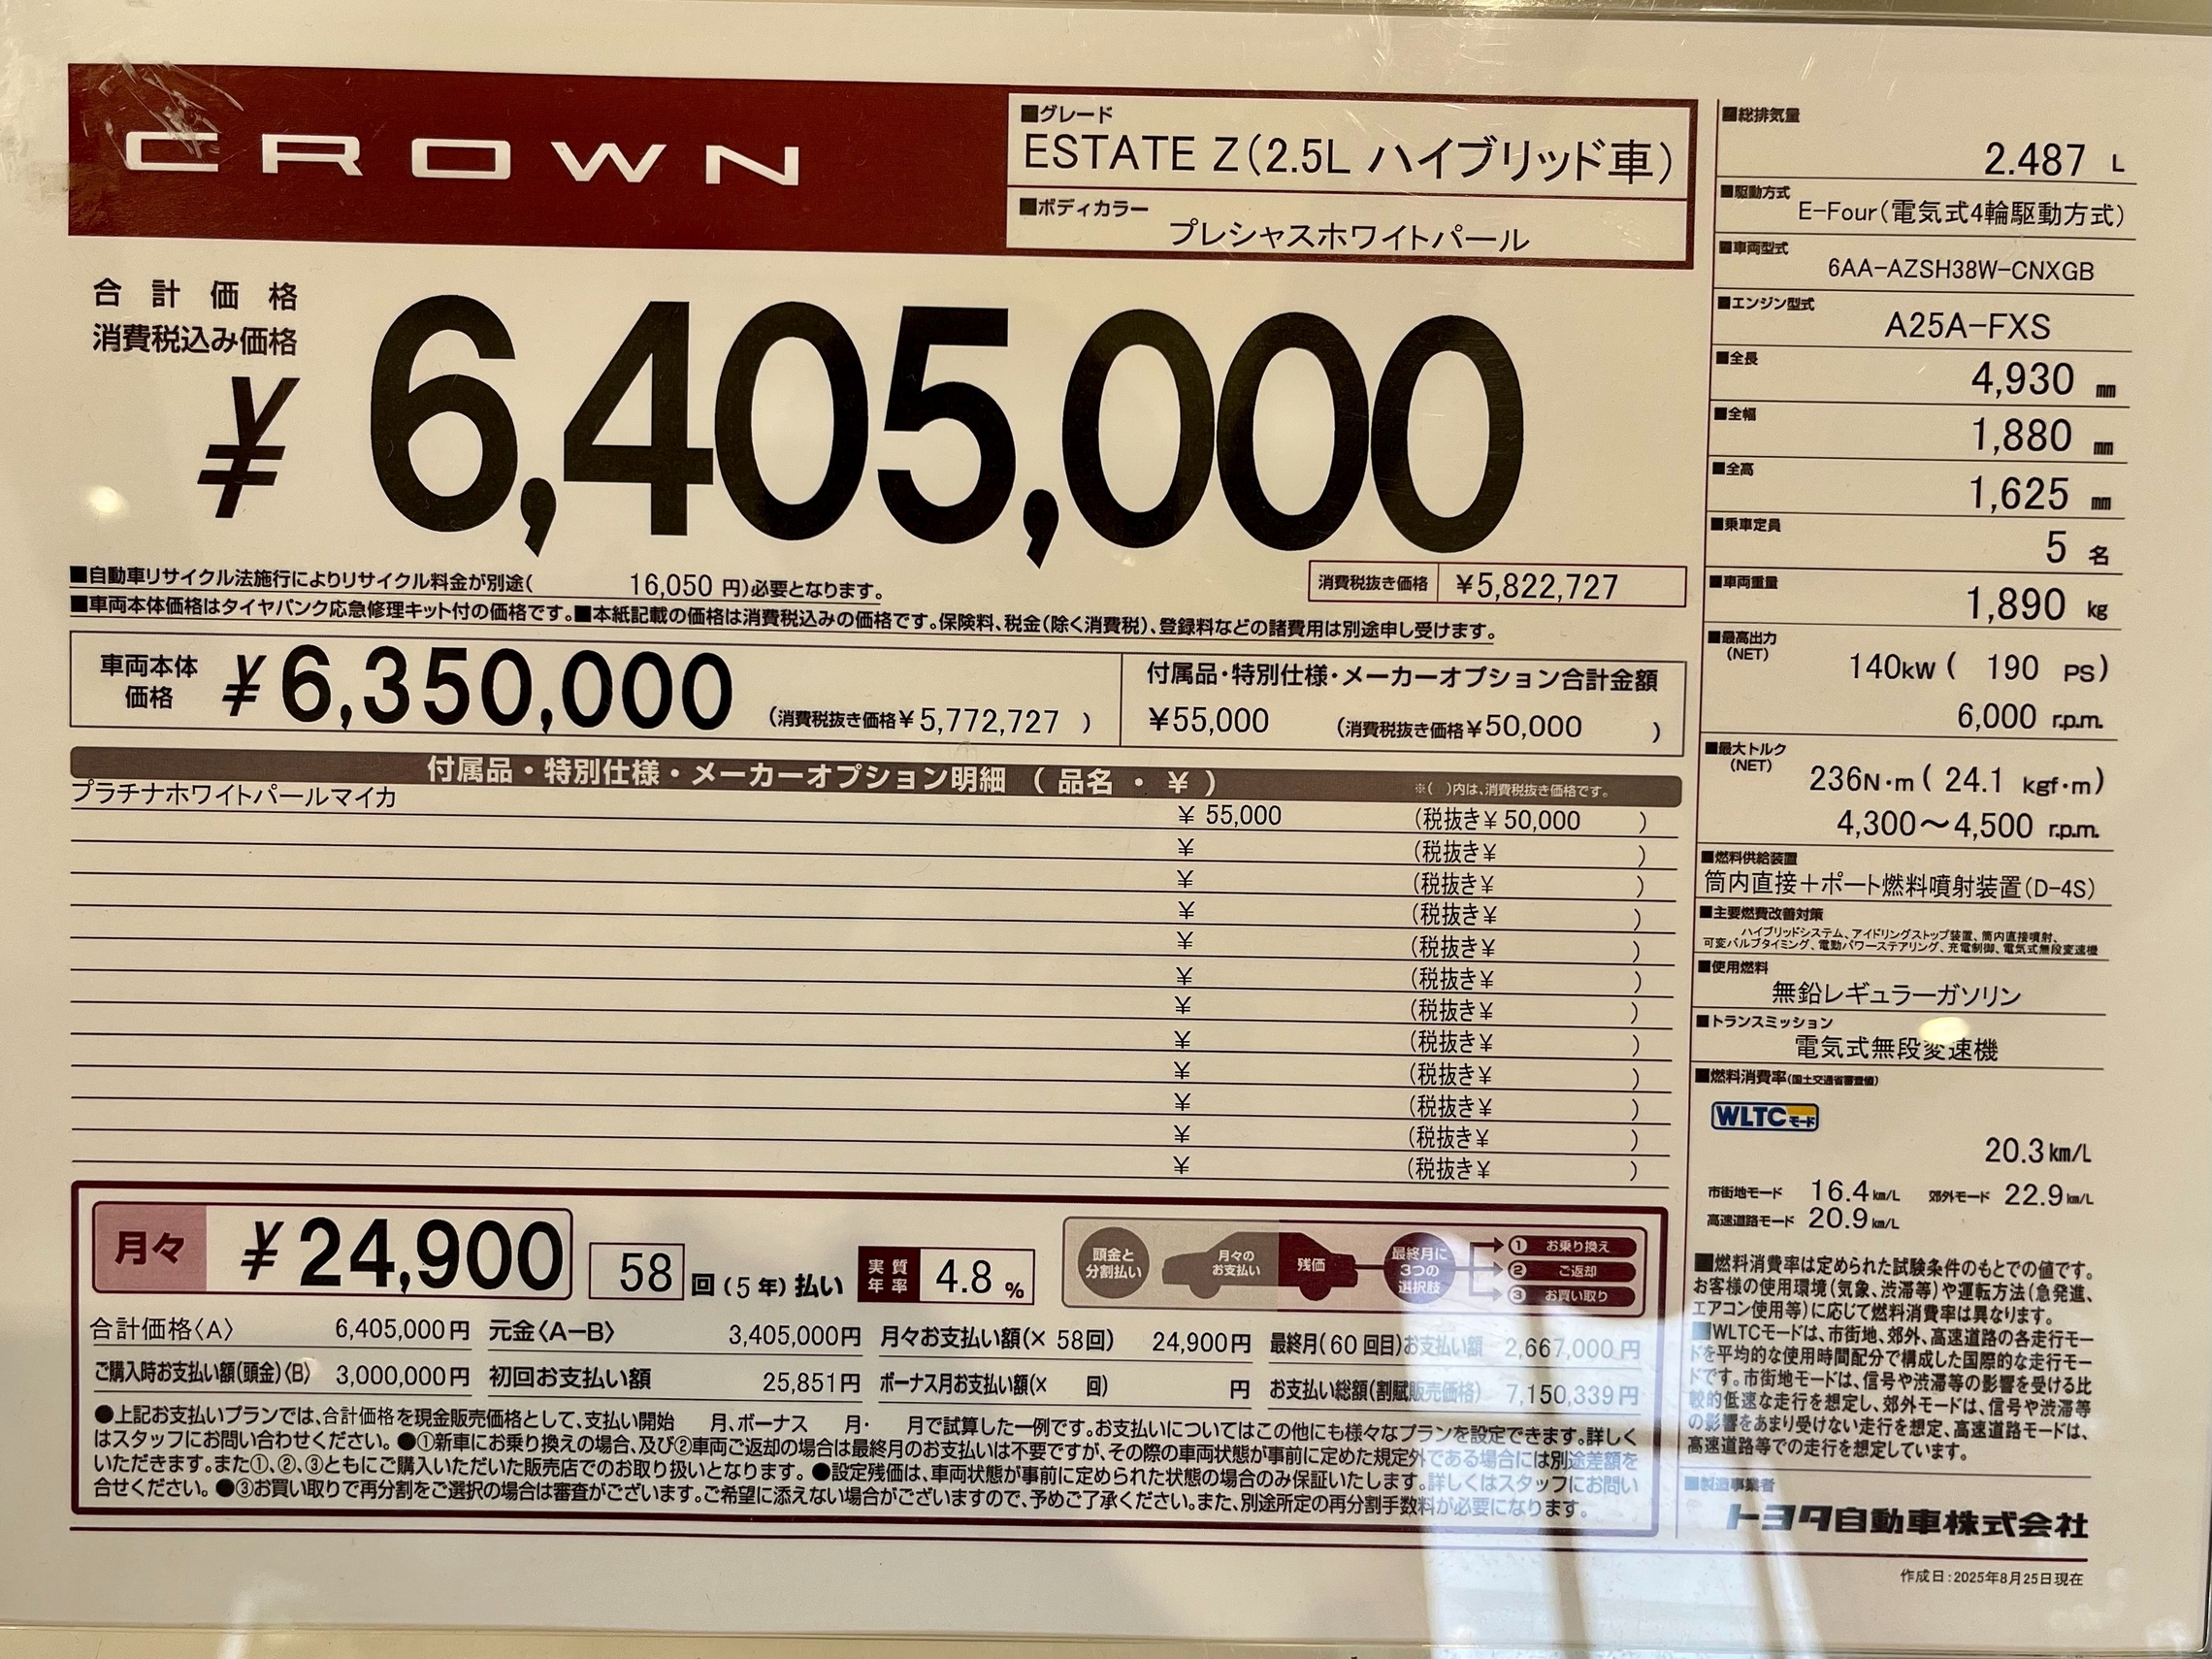 CROWN
■グレード
ESTATE Z(2.5L ハイブリッド車)
■ボディカラー
プレシャスホワイトパール
合計価格
消費税込み価格
¥6,405,000
■自動車リサイクル法施行によりリサイクル料金が別途( 16,050 円)必要となります。
消費税抜き価格 ¥5,822,727
■車両本体価格はタイヤパンク応急修理キット付の価格です。■本紙記載の価格は消費税込みの価格です。保険料、税金(除く消費税)、登録料などの諸費用は別途申し受けます。
車両本体
価格
¥6,350,000 (消費税抜き価格¥5,772,727 )
付属品・特別仕様・メーカーオプション合計金額
¥55,000 (消費税抜き価格¥50,000 )
付属品・特別仕様・メーカーオプション明細 (品名・¥) ※( )内は、消費税抜き価格です。
プラチナホワイトパールマイカ ¥ 55,000 (税抜き¥50,000 )
¥ (税抜き¥ )
¥ (税抜き¥ )
¥ (税抜き¥ )
¥ (税抜き¥ )
¥ (税抜き¥ )
¥ (税抜き¥ )
¥ (税抜き¥ )
¥ (税抜き¥ )
¥ (税抜き¥ )
¥ (税抜き¥ )
¥ (税抜き¥ )
月々 ¥24,900 58 回(5年)払い 実質年率 4.8 %
頭金と
分割払い
月々の
お支払い
残価
最終月に
3つの
選択肢
① お乗り換え
② ご返却
③ お買い取り
合計価格〈A〉 6,405,000円 元金〈A−B〉 3,405,000円 月々お支払い額(× 58回) 24,900円 最終月(60回目)お支払い額 2,667,000円
ご購入時お支払い額(頭金)〈B〉 3,000,000円 初回お支払い額 25,851円 ボーナス月お支払い額(× 回) 円 お支払い総額(割賦販売価格) 7,150,339円
●上記お支払いプランでは、合計価格を現金販売価格として、支払い開始 月、ボーナス 月・ 月で試算した一例です。お支払いについてはこの他にも様々なプランを設定できます。詳しく
はスタッフにお問い合わせください。●①新車にお乗り換えの場合、及び②車両ご返却の場合は最終月のお支払いは不要ですが、その際の車両状態が事前に定めた規定外である場合には別途差額を
いただきます。また①、②、③ともにご購入いただいた販売店でのお取り扱いとなります。●設定残価は、車両状態が事前に定められた状態の場合のみ保証いたします。詳しくはスタッフにお問い
合せください。●③お買い取りで再分割をご選択の場合は審査がございます。ご希望に添えない場合がございますので、予めご了承ください。また、別途所定の再分割手数料が必要になります。
■総排気量
2.487 L
■駆動方式
E-Four(電気式4輪駆動方式)
■車両型式
6AA-AZSH38W-CNXGB
■エンジン型式
A25A-FXS
■全長
4,930 mm
■全幅
1,880 mm
■全高
1,625 mm
■乗車定員
5 名
■車両重量
1,890 kg
■最高出力
(NET)
140kW( 190 PS)
6,000 r.p.m.
■最大トルク
(NET)
236N・m( 24.1 kgf・m)
4,300〜4,500 r.p.m.
■燃料供給装置
筒内直接+ポート燃料噴射装置(D-4S)
■主要燃費改善対策
ハイブリッドシステム、アイドリングストップ装置、筒内直接噴射、
可変バルブタイミング、電動パワーステアリング、充電制御、電気式無段変速機
■使用燃料
無鉛レギュラーガソリン
■トランスミッション
電気式無段変速機
■燃料消費率(国土交通省審査値)
WLTCモード
20.3km/L
市街地モード 16.4km/L 郊外モード 22.9km/L
高速道路モード 20.9km/L
■燃料消費率は定められた試験条件のもとでの値です。
お客様の使用環境(気象、渋滞等)や運転方法(急発進、
エアコン使用等)に応じて燃料消費率は異なります。
■WLTCモードは、市街地、郊外、高速道路の各走行モー
ドを平均的な使用時間配分で構成した国際的な走行モー
ドです。市街地モードは、信号や渋滞等の影響を受ける比
較的低速な走行を想定し、郊外モードは、信号や渋滞等
の影響をあまり受けない走行を想定、高速道路モードは、
高速道路等での走行を想定しています。
■製造事業者
トヨタ自動車株式会社
作成日:2025年8月25日現在